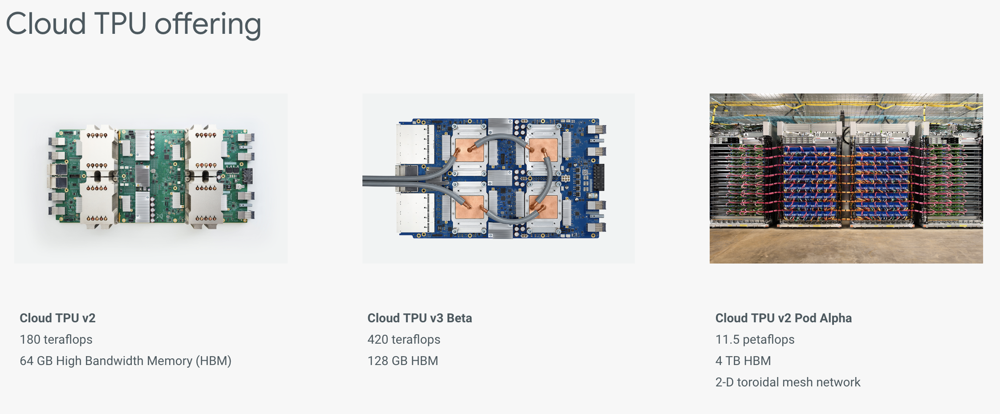 Cloud TPU offering
A
B
C
D
Cloud TPU v2
180 teraflops
64 GB High Bandwidth Memory (HBM)
Cloud TPU v3 Beta
420 teraflops
128 GB HBM
Cloud TPU v2 Pod Alpha
11.5 petaflops
4 TB HBM
2-D toroidal mesh network